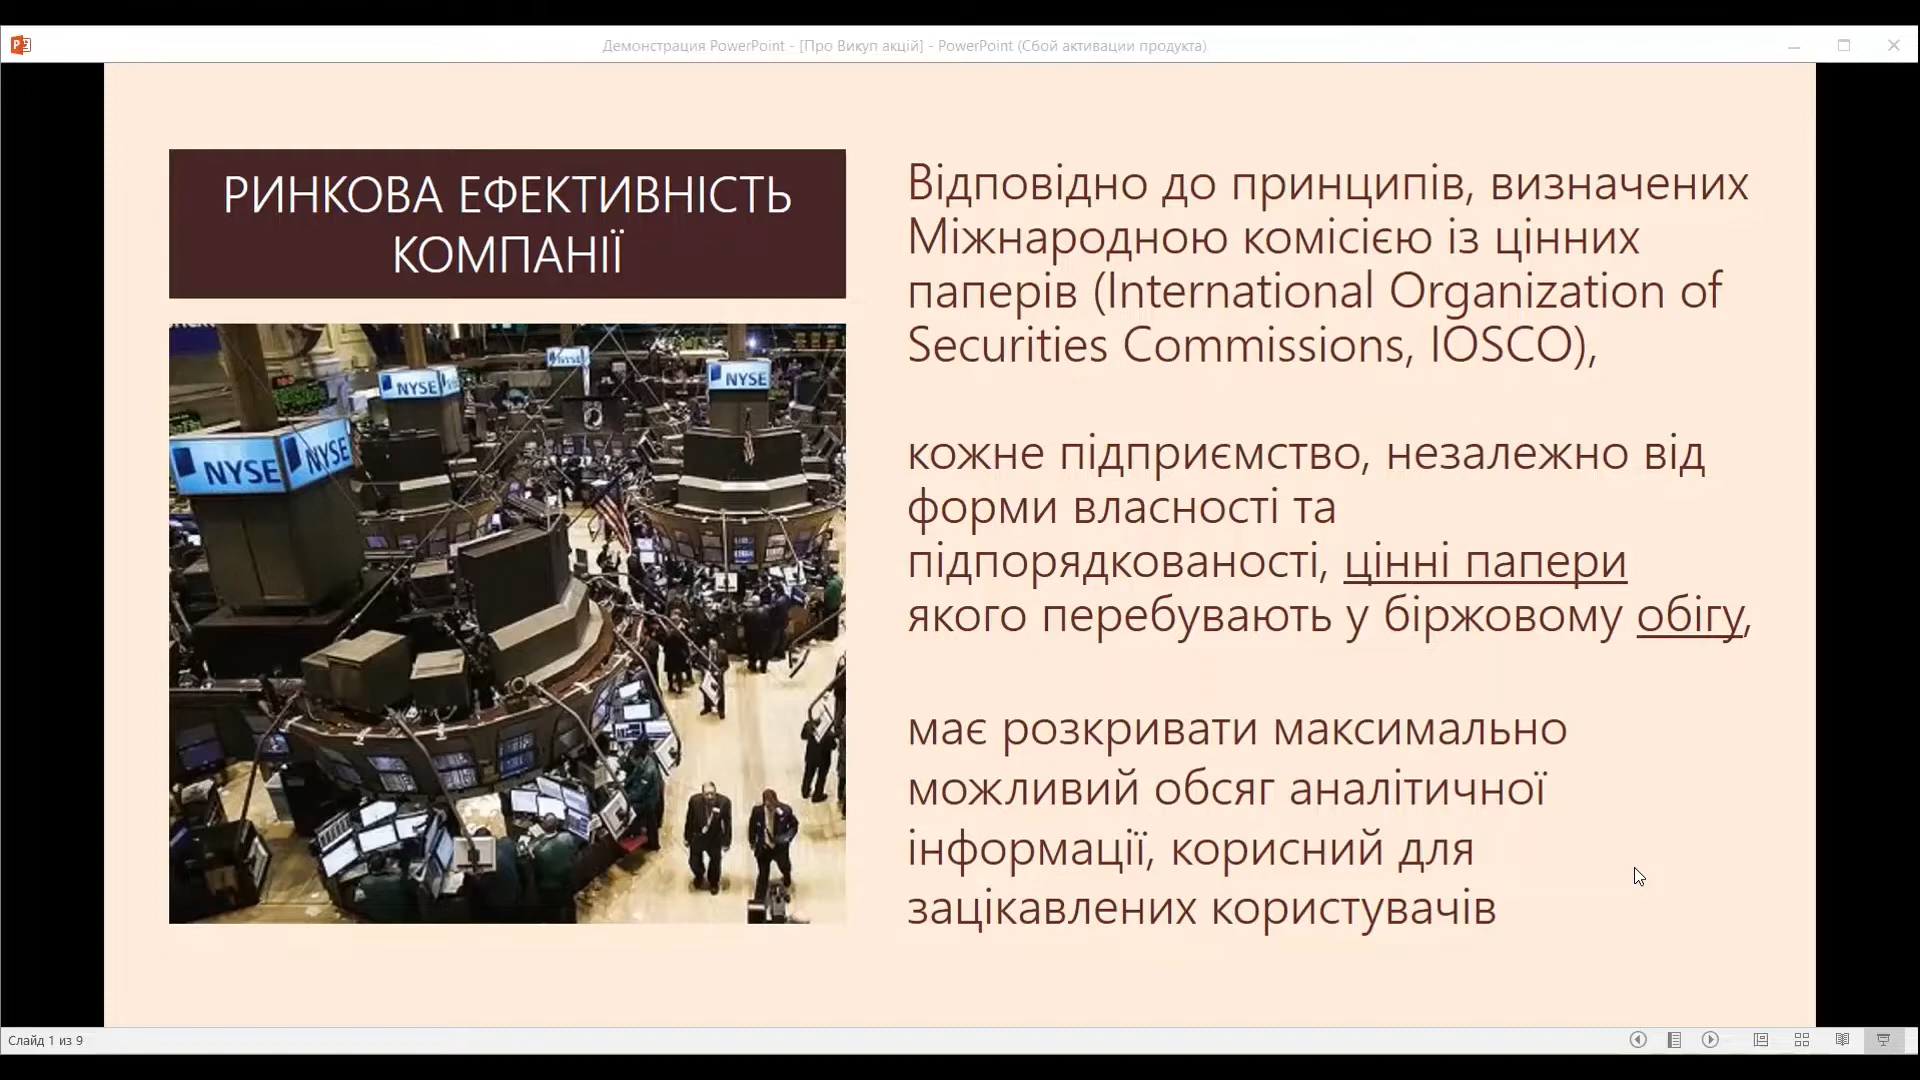 Демонстрация PowerPoint - [Про Викуп акцій] - PowerPoint (Сбой активации продукта)
РИНКОВА ЕФЕКТИВНІСТЬ
КОМПАНІЇ
NYSE
NYSE
NYSE
NYSE
NYSE
Відповідно до принципів, визначених
Міжнародною комісією із цінних
паперів (International Organization of
Securities Commissions, IOSCO),
кожне підприємство, незалежно від
форми власності та
підпорядкованості, цінні папери
якого перебувають у біржовому обігу,
має розкривати максимально
можливий обсяг аналітичної
інформації, корисний для
зацікавлених користувачів
Слайд 1 из 9